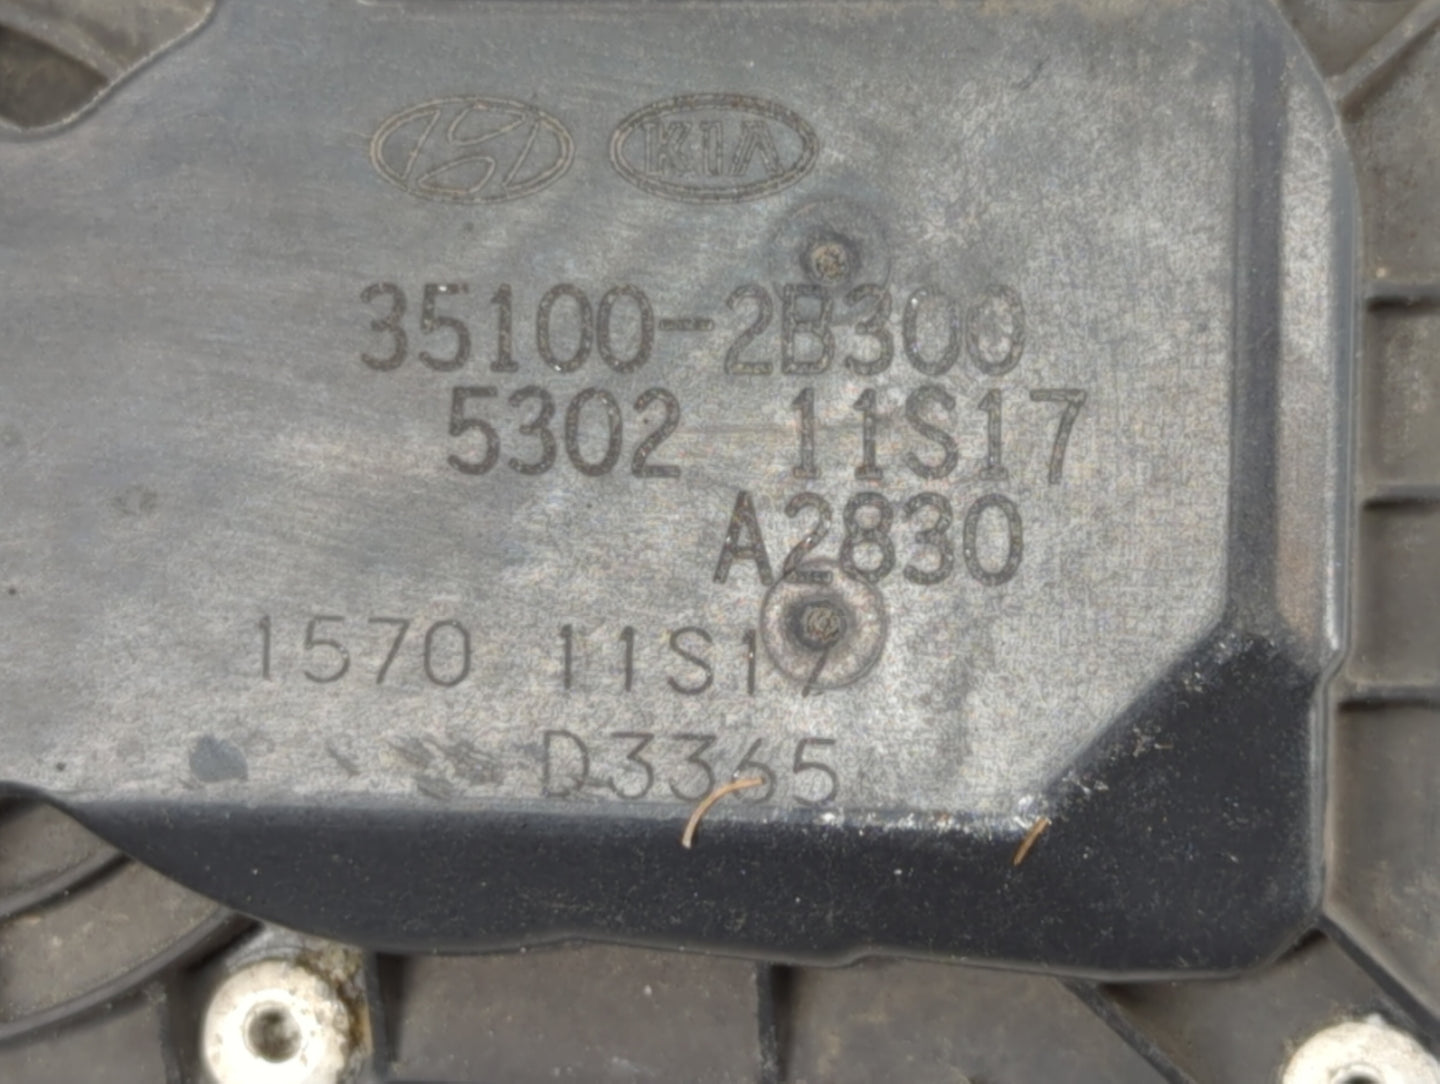 KIA
35100-2B300
5302 11S17
A2830
1570 11S17
D3365